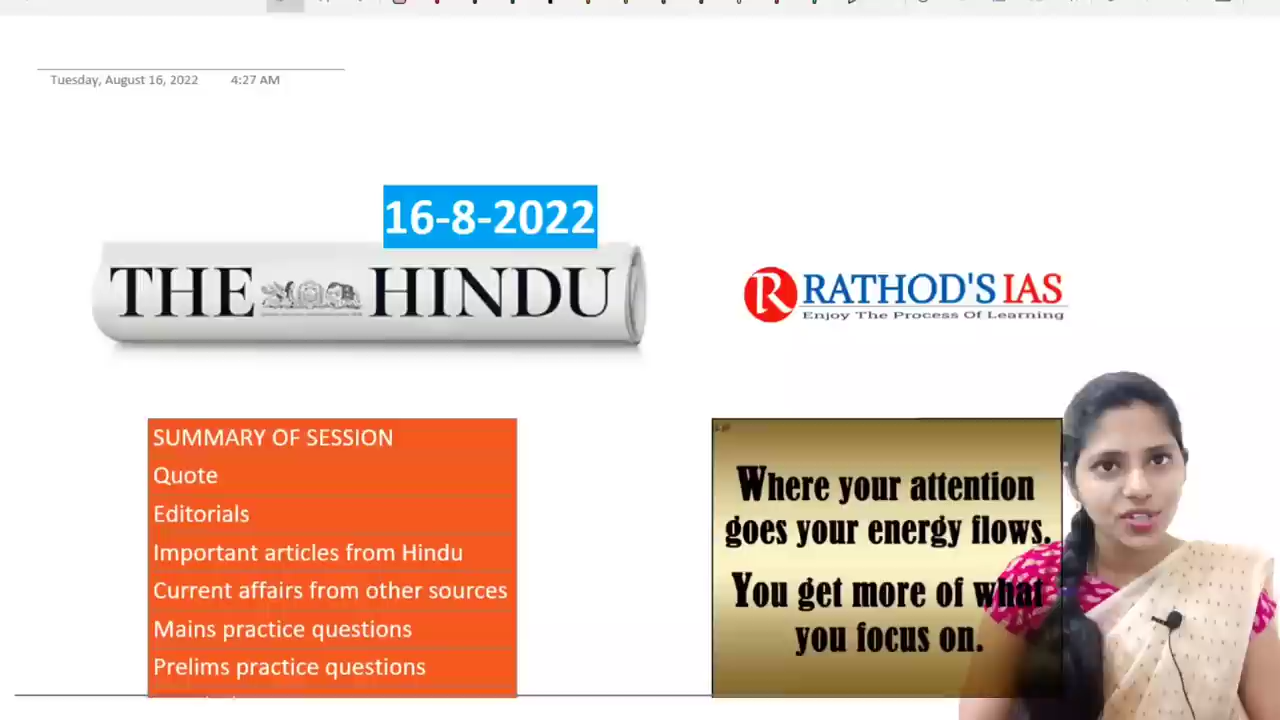 Tuesday, August 16, 2022 4:27 AM
16-8-2022
THE HINDU
R RATHOD'S IAS
Enjoy The Process Of Learning
SUMMARY OF SESSION
Quote
Editorials
Important articles from Hindu
Current affairs from other sources
Mains practice questions
Prelims practice questions
Where your attention
goes your energy flows.
You get more of what
you focus on.